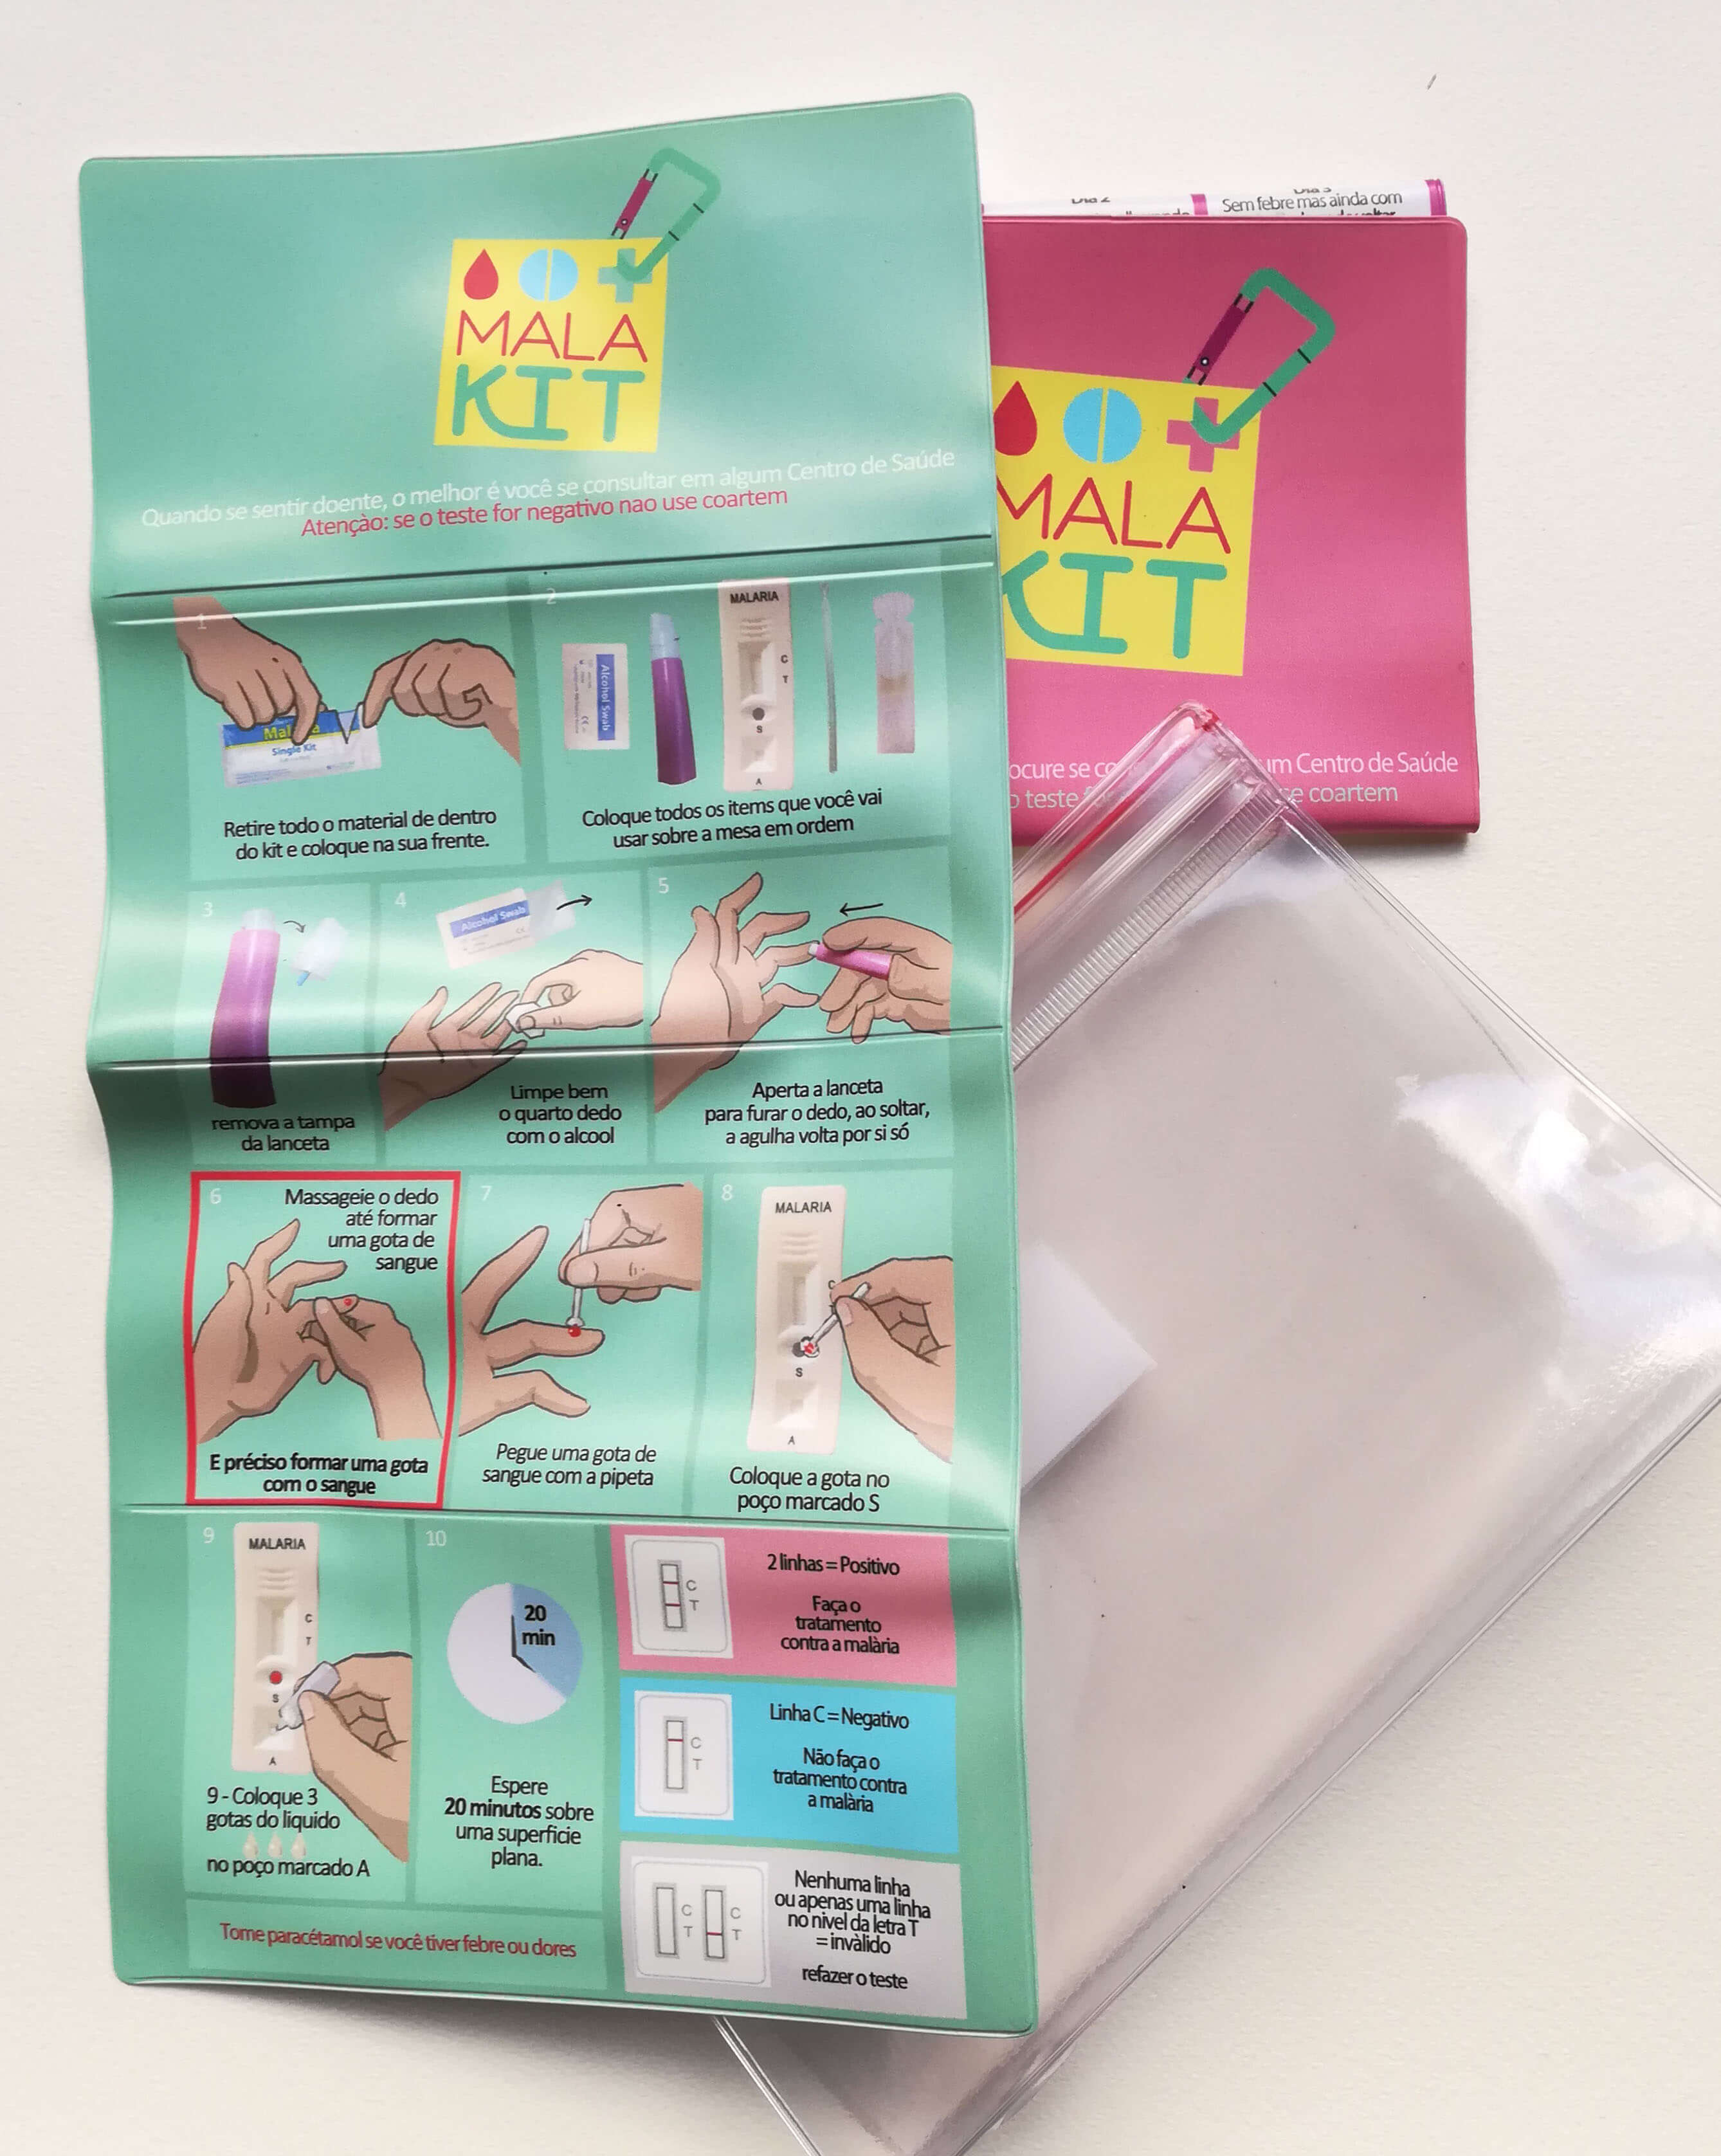 MALA
KIT
Quando se sentir doente, o melhor é você se consultar em algum Centro de Saúde
Atenção: se o teste for negativo nao use coartem
1
Mal
Single Kit
Retire todo o material de dentro
do kit e coloque na sua frente.
2
Alcohol Swab
MALARIA
C
T
S
A
Coloque todos os items que você vai
usar sobre a mesa em ordem
3
remova a tampa
da lanceta
4
Alcohol Swab
Limpe bem
o quarto dedo
com o alcool
5
Aperta a lanceta
para furar o dedo, ao soltar,
a agulha volta por si só
6
Massageie o dedo
até formar
uma gota de
sangue
E préciso formar uma gota
com o sangue
7
Pegue uma gota de
sangue com a pipeta
8
MALARIA
C
S
A
Coloque a gota no
poço marcado S
9
MALARIA
C
T
S
A
9 - Coloque 3
gotas do liquido
no poço marcado A
10
20
min
Espere
20 minutos sobre
uma superficie
plana.
Tome paracétamol se você tiver febre ou dores
C
T
2 linhas = Positivo
Faça o
tratamento
contra a malària
C
T
Linha C = Negativo
Não faça o
tratamento contra
a malària
C
T
C
T
Nenhuma linha
ou apenas uma linha
no nivel da letra T
= invàlido
refazer o teste
Dia 2
Dia 3
Sem febre mas ainda com
MALA
KIT
ocure se um Centro de Saúde
teste se coartem